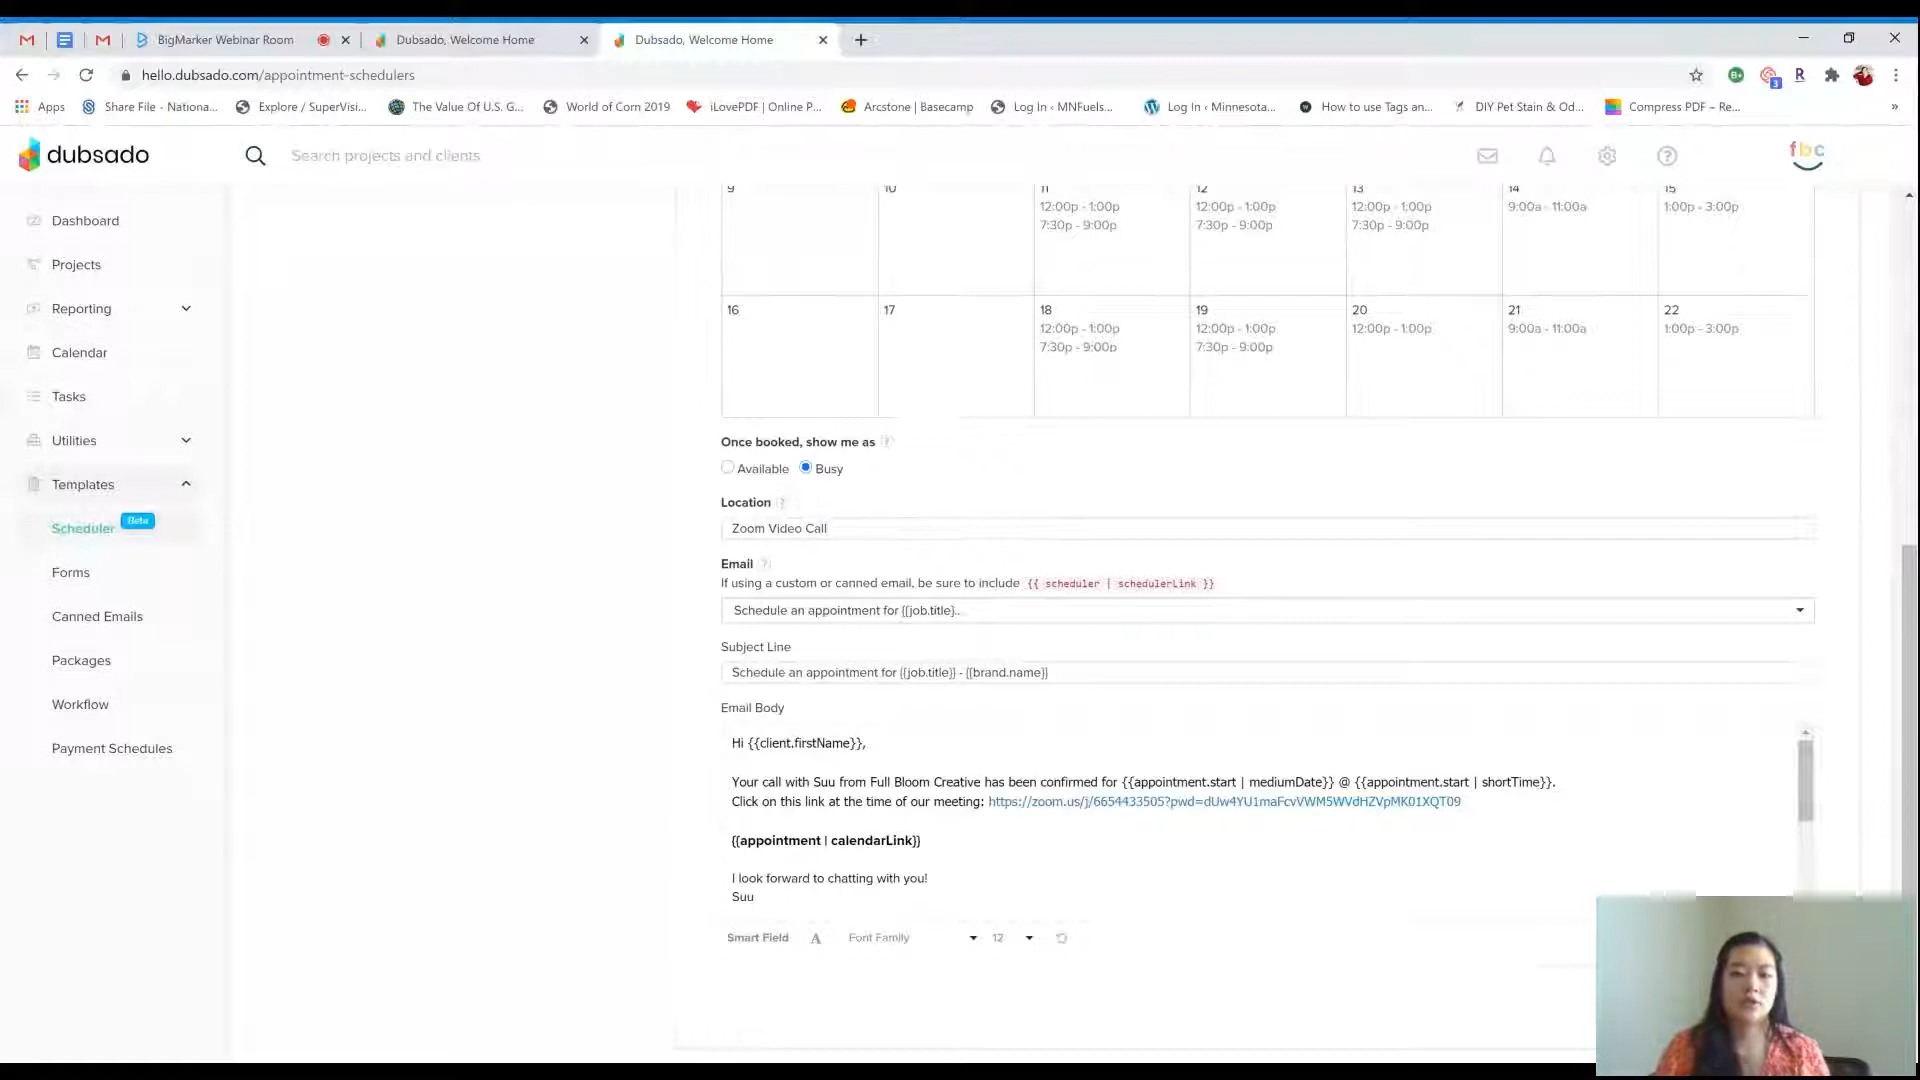 BigMarker Webinar Room
Dubsado, Welcome Home
Dubsado, Welcome Home
hello.dubsado.com/appointment-schedulers
Apps
Share File - Nationa...
Explore / SuperVisi...
The Value Of U.S. G...
World of Corn 2019
iLovePDF | Online P...
Arcstone | Basecamp
Log In ‹ MNFuels...
Log In ‹ Minnesota...
How to use Tags an...
DIY Pet Stain & Od...
Compress PDF – Re...
»
dubsado
Search projects and clients
fbc
Dashboard
Projects
Reporting
Calendar
Tasks
Utilities
Templates
Scheduler Beta
Forms
Canned Emails
Packages
Workflow
Payment Schedules
9 10 11 12 13 14 15
12:00p - 1:00p 12:00p - 1:00p 12:00p - 1:00p 9:00a - 11:00a 1:00p - 3:00p
7:30p - 9:00p 7:30p - 9:00p 7:30p - 9:00p
16 17 18 19 20 21 22
12:00p - 1:00p 12:00p - 1:00p 12:00p - 1:00p 9:00a - 11:00a 1:00p - 3:00p
7:30p - 9:00p 7:30p - 9:00p
Once booked, show me as ?
Available Busy
Location ?
Zoom Video Call
Email ?
If using a custom or canned email, be sure to include {{ scheduler | schedulerLink }}
Schedule an appointment for {{job.title}..
Subject Line
Schedule an appointment for {{job.title}} - {{brand.name}}
Email Body
Hi {{client.firstName}},
Your call with Suu from Full Bloom Creative has been confirmed for {{appointment.start | mediumDate}} @ {{appointment.start | shortTime}}.
Click on this link at the time of our meeting: https://zoom.us/j/6654433505?pwd=dUw4YU1maFcvVWM5WVdHZVpMK01XQT09
{{appointment | calendarLink}}
I look forward to chatting with you!
Suu
Smart Field A Font Family 12